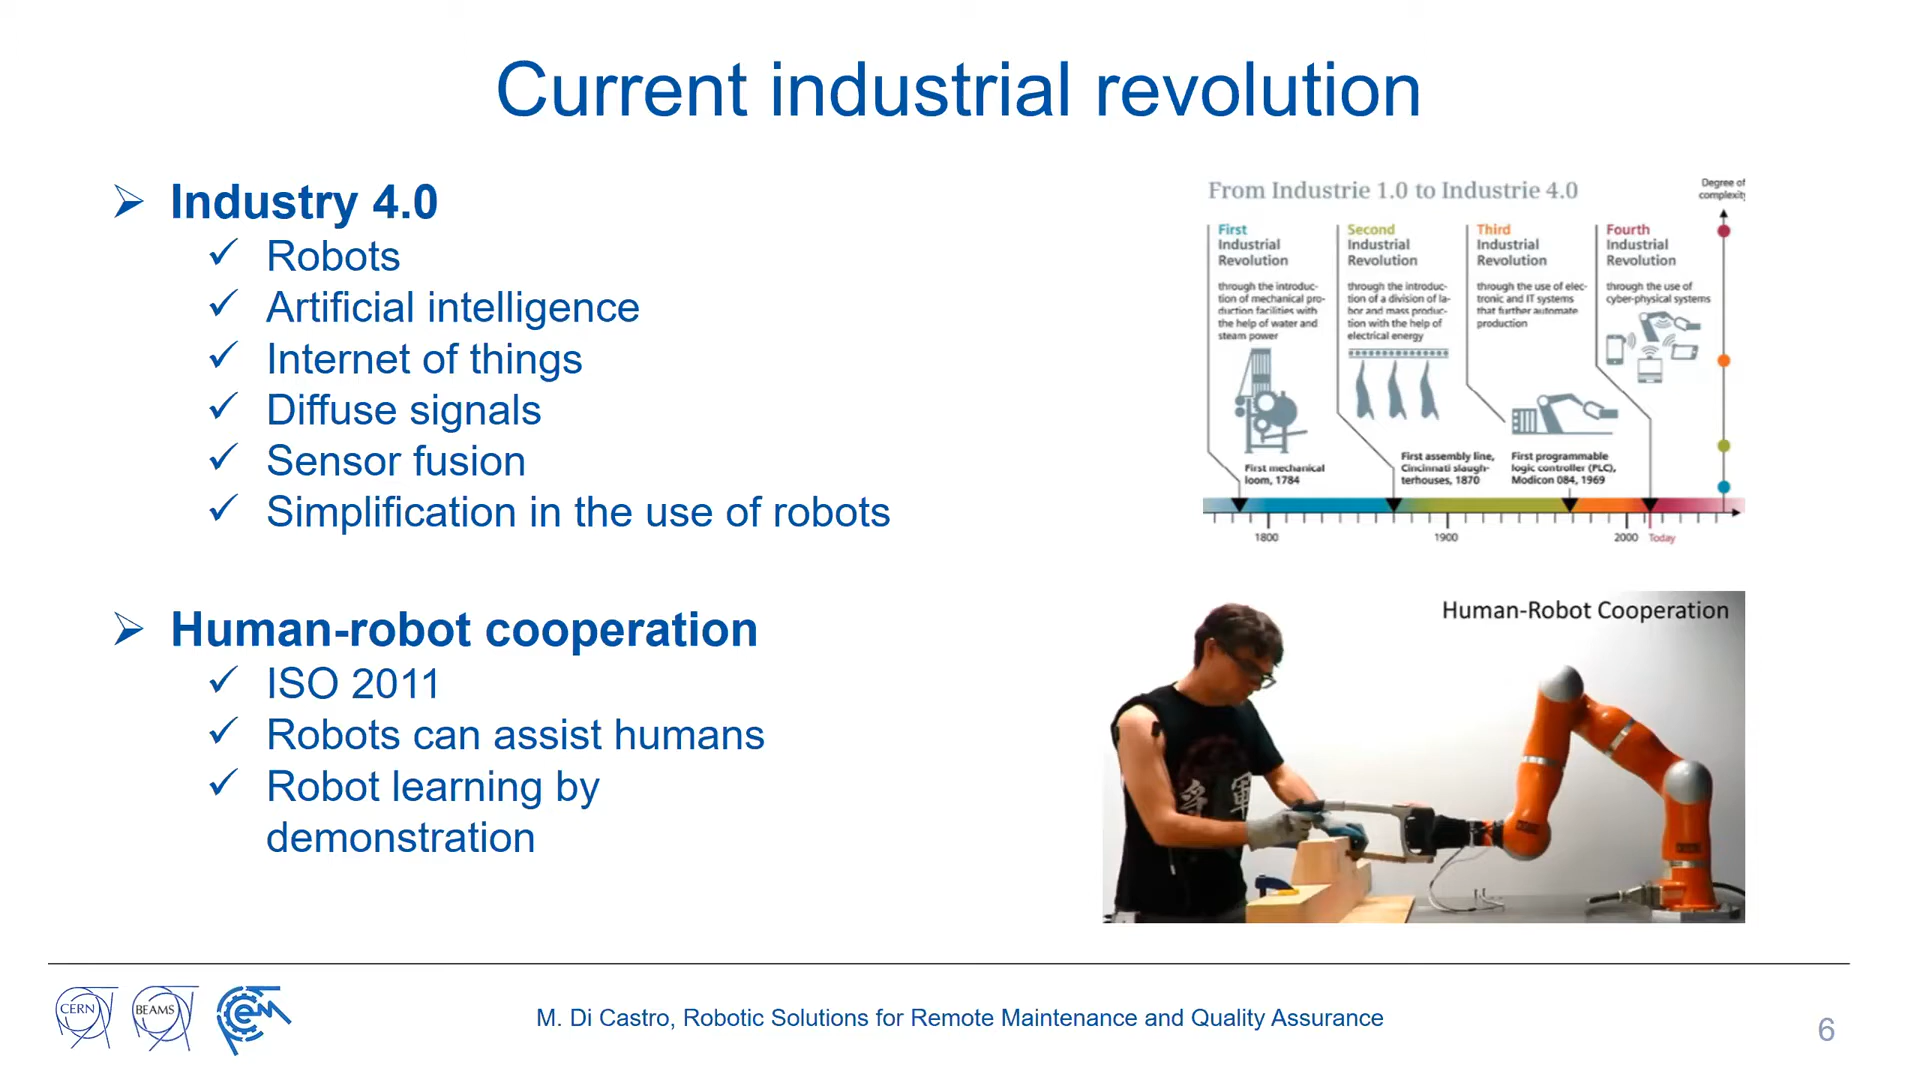 Current industrial revolution
Industry 4.0
Robots
Artificial intelligence
Internet of things
Diffuse signals
Sensor fusion
Simplification in the use of robots
Human-robot cooperation
ISO 2011
Robots can assist humans
Robot learning by
demonstration
From Industrie 1.0 to Industrie 4.0
Degree of
complexity
First
Industrial
Revolution
through the introduc-
tion of mechanical pro-
duction facilities with
the help of water and
steam power
Second
Industrial
Revolution
through the introduc-
tion of a division of la-
bor and mass produc-
tion with the help of
electrical energy
Third
Industrial
Revolution
through the use of elec-
tronic and IT systems
that further automate
production
Fourth
Industrial
Revolution
through the use of
cyber-physical systems
First mechanical
loom, 1784
First assembly line,
Cincinnati slaugh-
terhouses, 1870
First programmable
logic controller (PLC),
Modicon 084, 1969
1800
1900
2000
Today
Human-Robot Cooperation
CERN
BEAMS
M. Di Castro, Robotic Solutions for Remote Maintenance and Quality Assurance
6